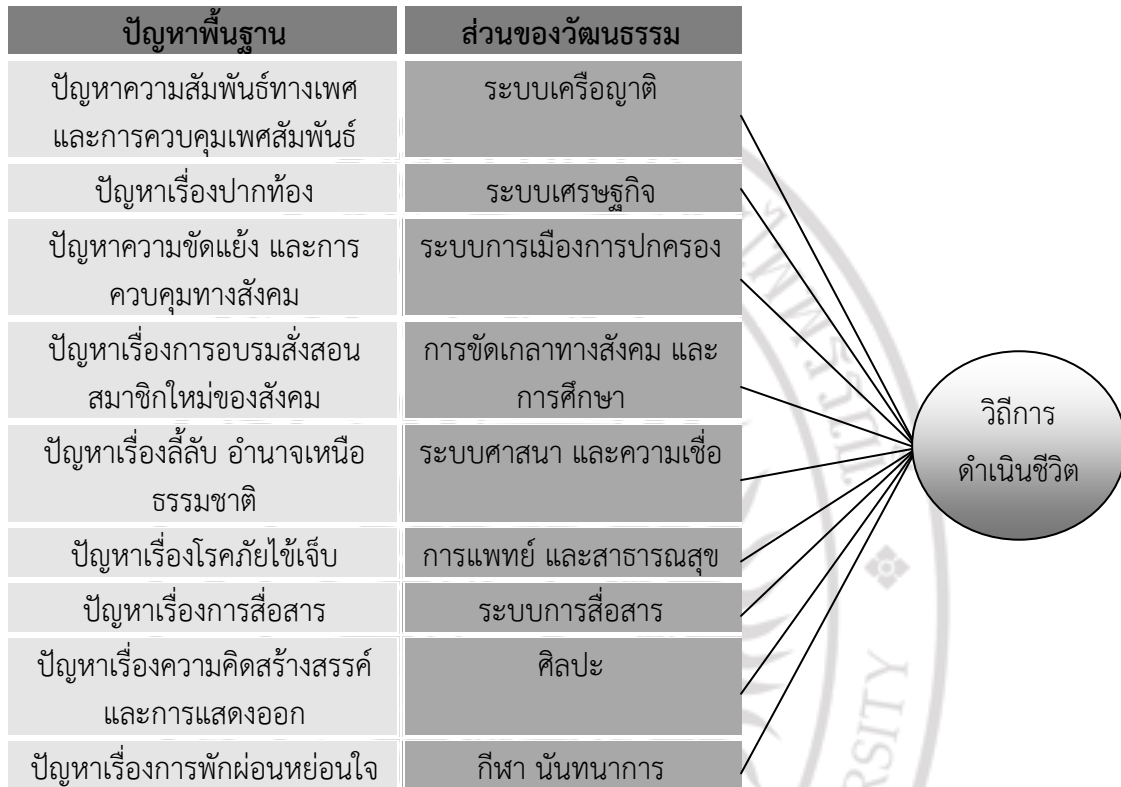 ปัญหาพื้นฐาน ส่วนของวัฒนธรรม
ปัญหาความสัมพันธ์ทางเพศ ระบบเครือญาติ
และการควบคุมเพศสัมพันธ์
ปัญหาเรื่องปากท้อง ระบบเศรษฐกิจ
ปัญหาความขัดแย้ง และการ ระบบการเมืองการปกครอง
ควบคุมทางสังคม
ปัญหาเรื่องการอบรมสั่งสอน การขัดเกลาทางสังคม และ
สมาชิกใหม่ของสังคม การศึกษา
ปัญหาเรื่องลี้ลับ อำนาจเหนือ ระบบศาสนา และความเชื่อ
ธรรมชาติ
ปัญหาเรื่องโรคภัยไข้เจ็บ การแพทย์ และสาธารณสุข
ปัญหาเรื่องการสื่อสาร ระบบการสื่อสาร
ปัญหาเรื่องความคิดสร้างสรรค์ ศิลปะ
และการแสดงออก
ปัญหาเรื่องการพักผ่อนหย่อนใจ กีฬา นันทนาการ
วิถีการ
ดำเนินชีวิต